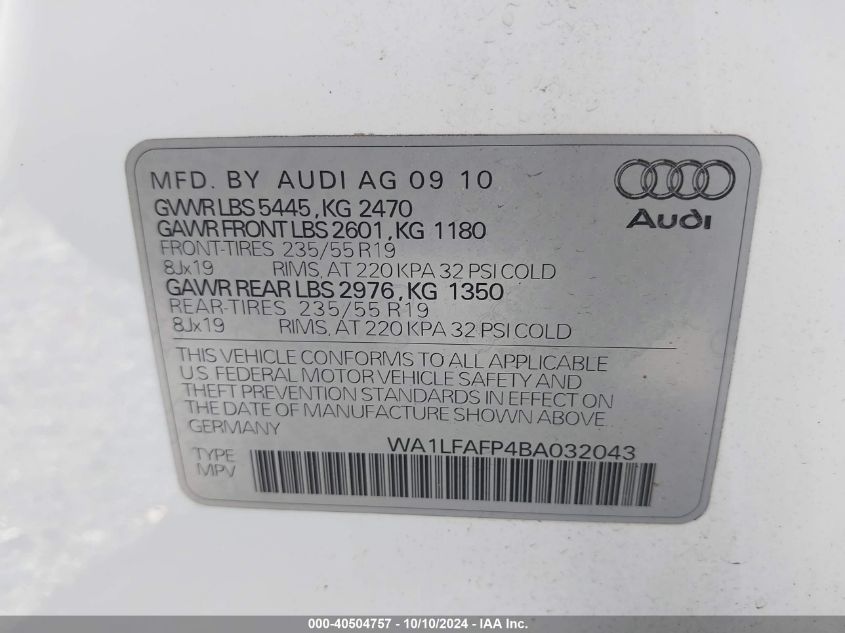 MFD. BY AUDI AG 09 10
Audi
GVWR LBS 5445, KG 2470
GAWR FRONT LBS 2601, KG 1180
FRONT-TIRES 235/55 R19
8Jx19 RIMS, AT 220 KPA 32 PSI COLD
GAWR REAR LBS 2976, KG 1350
REAR-TIRES 235/55 R19
8Jx19 RIMS, AT 220 KPA 32 PSI COLD
THIS VEHICLE CONFORMS TO ALL APPLICABLE
U.S. FEDERAL MOTOR VEHICLE SAFETY AND
THEFT PREVENTION STANDARDS IN EFFECT ON
THE DATE OF MANUFACTURE SHOWN ABOVE.
GERMANY
WA1LFAFP4BA032043
TYPE
MPV
000-40504757 - 10/10/2024 - IAA Inc.